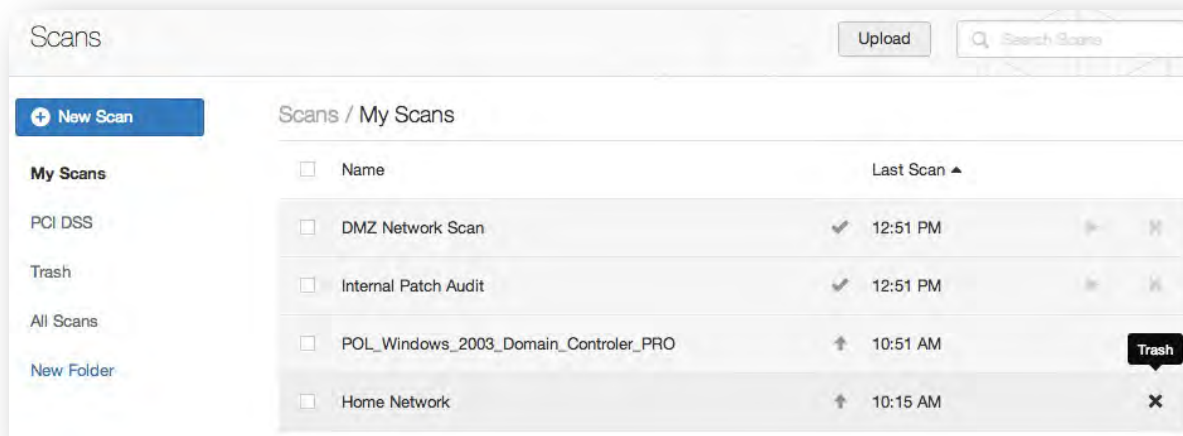 Scans
Upload
Search Scans
New Scan
Scans / My Scans
My Scans
Name Last Scan
PCI DSS
DMZ Network Scan 12:51 PM
Trash
Internal Patch Audit 12:51 PM
All Scans
POL_Windows_2003_Domain_Controler_PRO 10:51 AM
Trash
New Folder
Home Network 10:15 AM